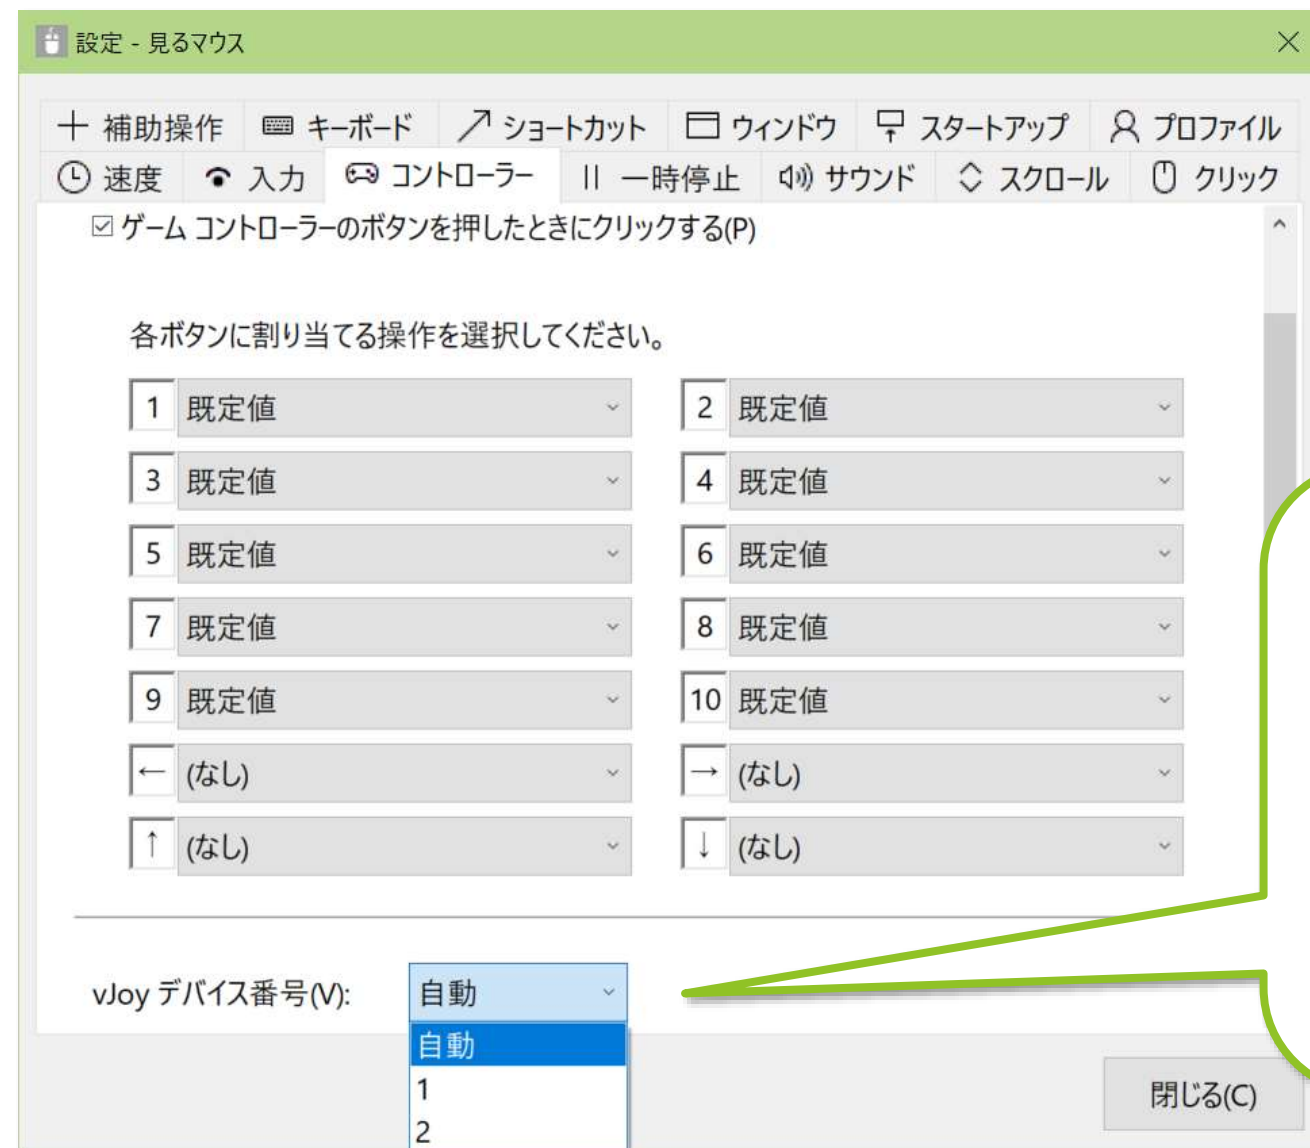 設定 - 見るマウス
補助操作 キーボード ショートカット ウィンドウ スタートアップ プロファイル
速度 入力 コントローラー 一時停止 サウンド スクロール クリック
ゲーム コントローラーのボタンを押したときにクリックする(P)
各ボタンに割り当てる操作を選択してください。
1 既定値 2 既定値
3 既定値 4 既定値
5 既定値 6 既定値
7 既定値 8 既定値
9 既定値 10 既定値
← (なし) → (なし)
↑ (なし) ↓ (なし)
vJoy デバイス番号(V): 自動
自動
1
2
閉じる(C)